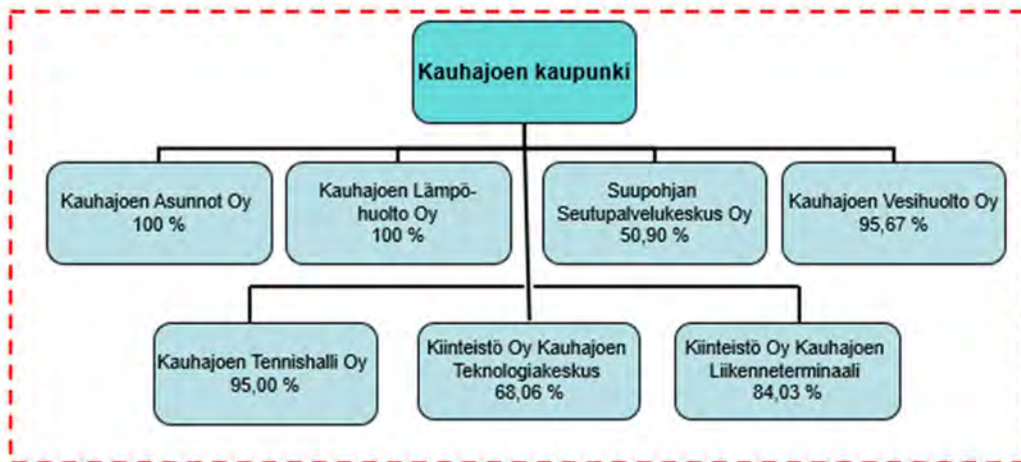 Kauhajoen kaupunki
Kauhajoen Asunnot Oy
100 %
Kauhajoen Lämpö-
huolto Oy
100 %
Suupohjan
Seutupalvelukeskus Oy
50,90 %
Kauhajoen Vesihuolto Oy
95,67 %
Kauhajoen Tennishalli Oy
95,00 %
Kiinteistö Oy Kauhajoen
Teknologiakeskus
68,06 %
Kiinteistö Oy Kauhajoen
Liikenneterminaali
84,03 %